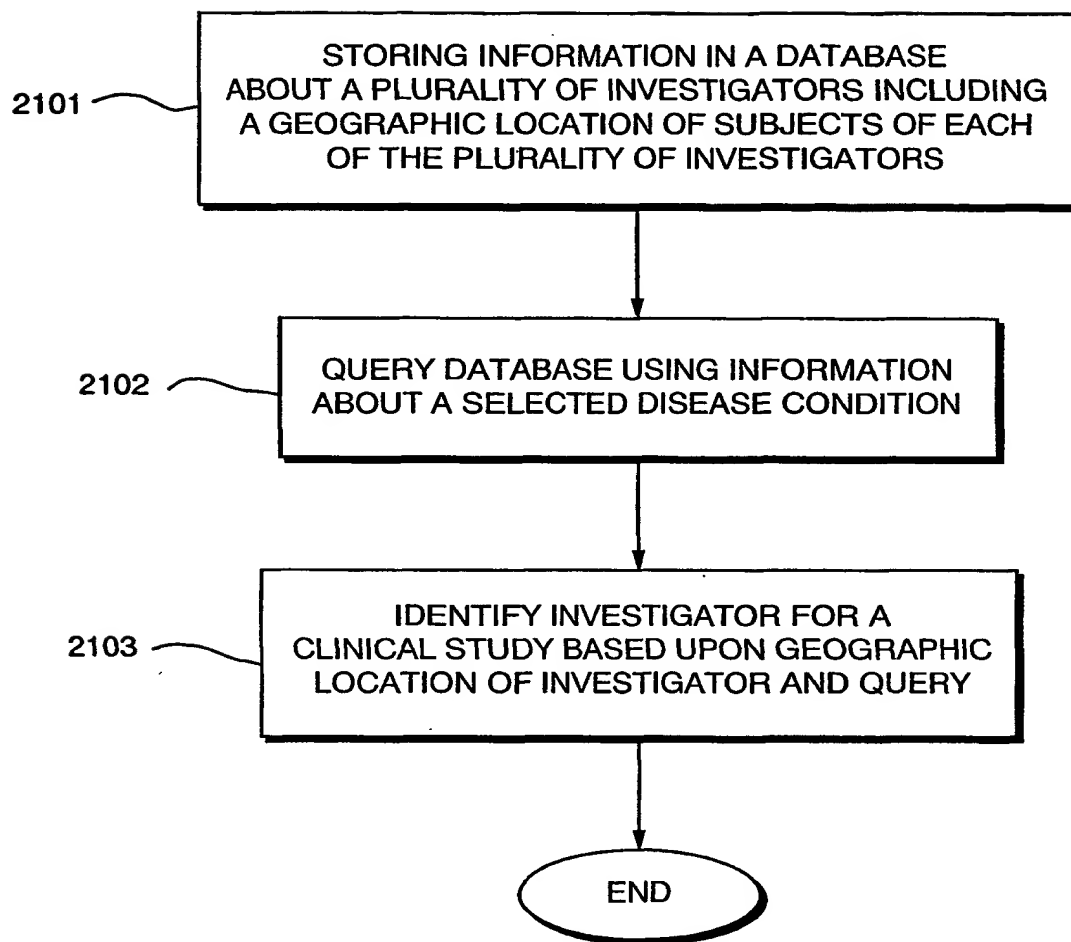 STORING INFORMATION IN A DATABASE
ABOUT A PLURALITY OF INVESTIGATORS INCLUDING
A GEOGRAPHIC LOCATION OF SUBJECTS OF EACH
OF THE PLURALITY OF INVESTIGATORS
2101
QUERY DATABASE USING INFORMATION
ABOUT A SELECTED DISEASE CONDITION
2102
IDENTIFY INVESTIGATOR FOR A
CLINICAL STUDY BASED UPON GEOGRAPHIC
LOCATION OF INVESTIGATOR AND QUERY
2103
END